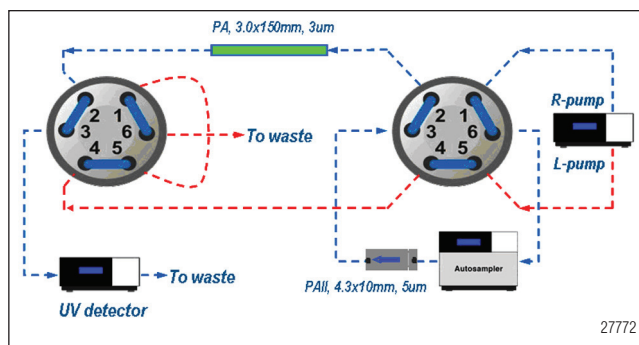 PA, 3.0x150mm, 3um
2 1
3 6
4 5
To waste
2 1
3 6
4 5
R-pump
L-pump
Autosampler
PAII, 4.3x10mm, 5um
To waste
UV detector
27772